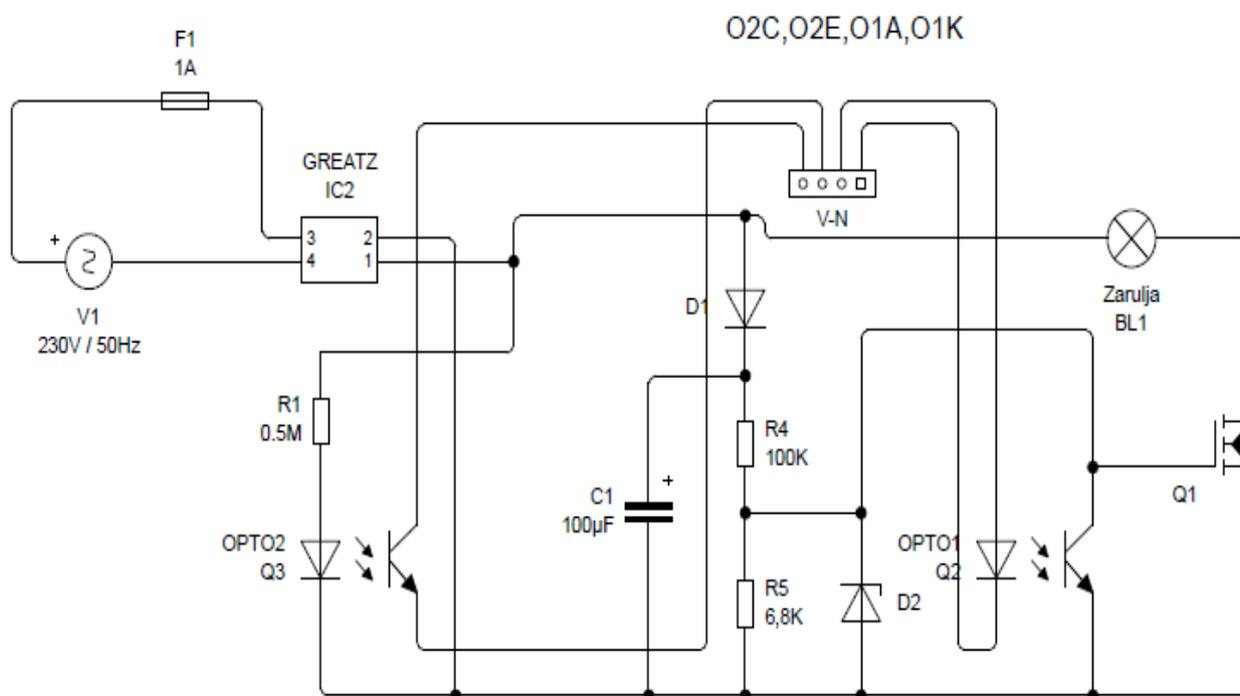 O2C,O2E,O1A,O1K
F1
1A
GREATZ
IC2
3
2
4
1
V-N
+
V1
230V / 50Hz
D1
Zarulja
BL1
R1
0.5M
R4
100K
+
C1
100µF
Q1
OPTO2
Q3
OPTO1
Q2
R5
6,8K
D2